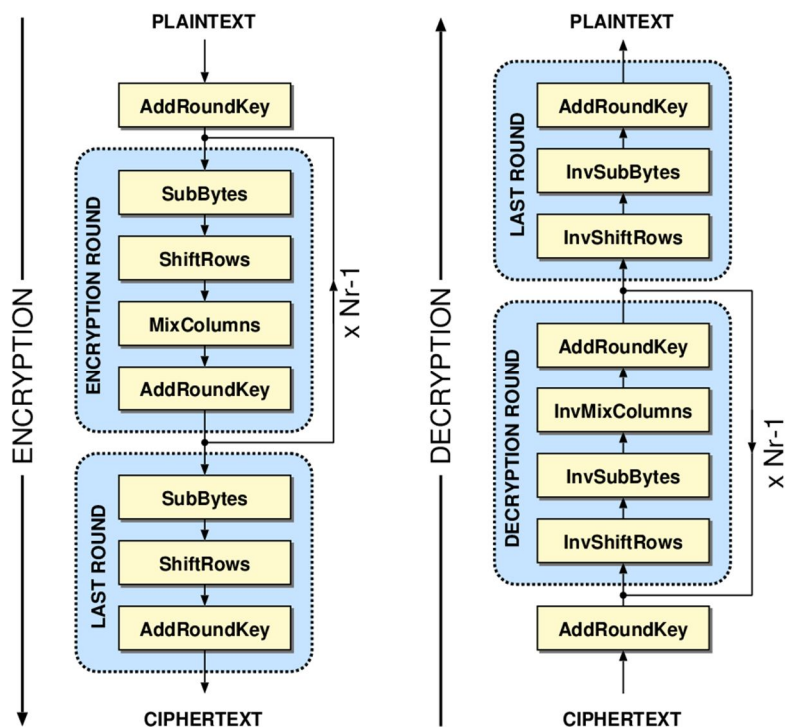 PLAINTEXT
AddRoundKey
SubBytes
ShiftRows
MixColumns
AddRoundKey
ENCRYPTION ROUND
x Nr-1
SubBytes
ShiftRows
AddRoundKey
LAST ROUND
CIPHERTEXT
ENCRYPTION
PLAINTEXT
AddRoundKey
InvSubBytes
InvShiftRows
LAST ROUND
AddRoundKey
InvMixColumns
InvSubBytes
InvShiftRows
DECRYPTION ROUND
x Nr-1
AddRoundKey
CIPHERTEXT
DECRYPTION